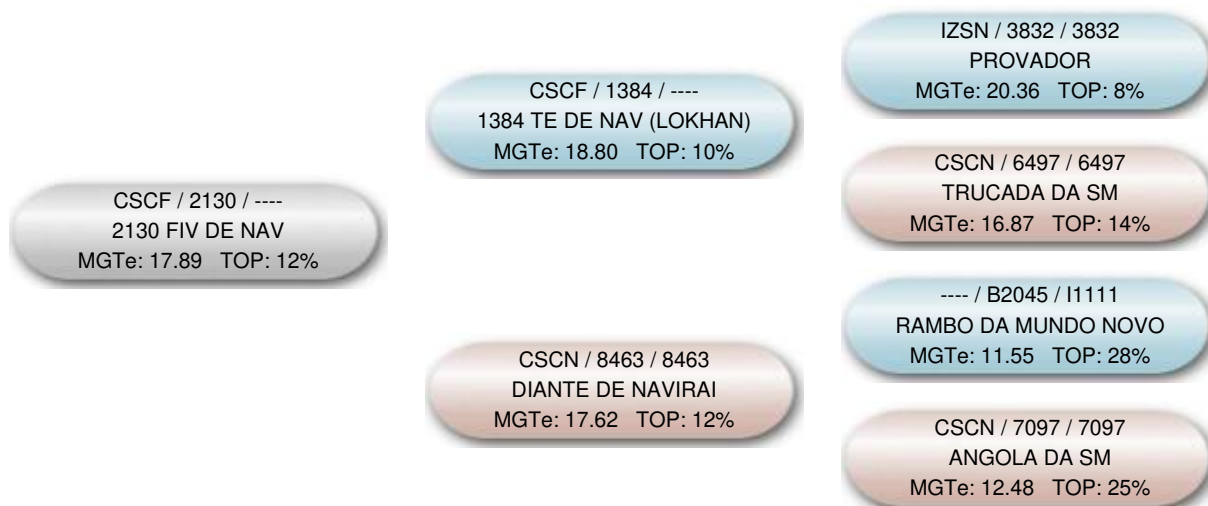 CSCF / 2130 / ----
2130 FIV DE NAV
MGTe: 17.89 TOP: 12%
CSCF / 1384 / ----
1384 TE DE NAV (LOKHAN)
MGTe: 18.80 TOP: 10%
CSCN / 8463 / 8463
DIANTE DE NAVIRAI
MGTe: 17.62 TOP: 12%
IZSN / 3832 / 3832
PROVADOR
MGTe: 20.36 TOP: 8%
CSCN / 6497 / 6497
TRUCADA DA SM
MGTe: 16.87 TOP: 14%
---- / B2045 / I1111
RAMBO DA MUNDO NOVO
MGTe: 11.55 TOP: 28%
CSCN / 7097 / 7097
ANGOLA DA SM
MGTe: 12.48 TOP: 25%